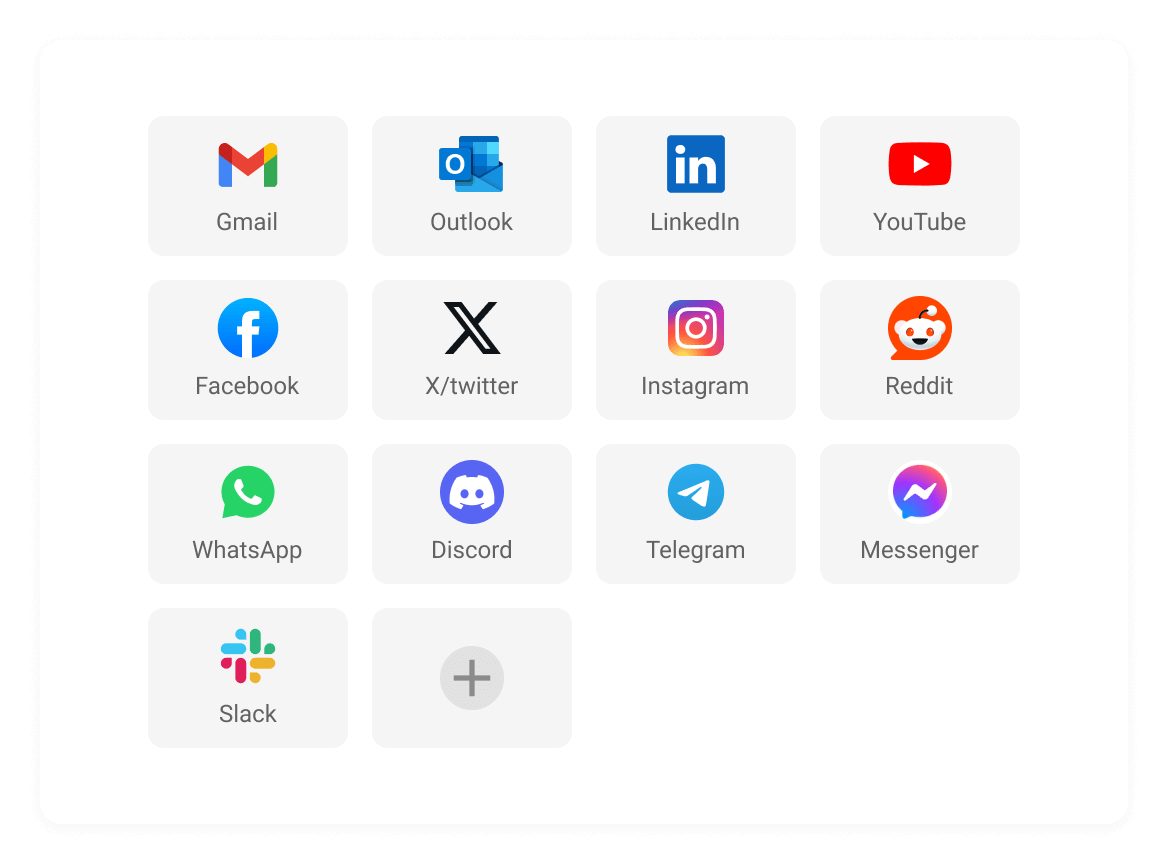 Gmail
Outlook
LinkedIn
YouTube
Facebook
X/twitter
Instagram
Reddit
WhatsApp
Discord
Telegram
Messenger
Slack